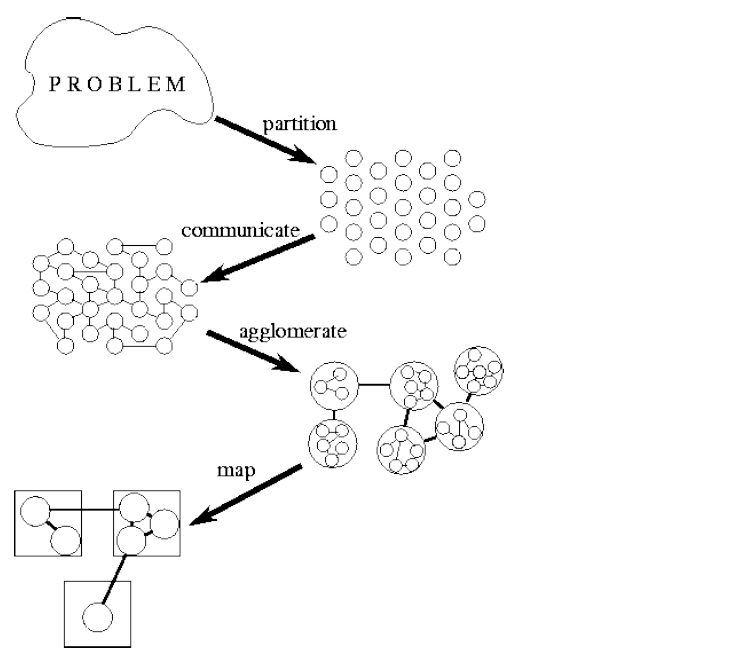 PROBLEM
partition
communicate
agglomerate
map